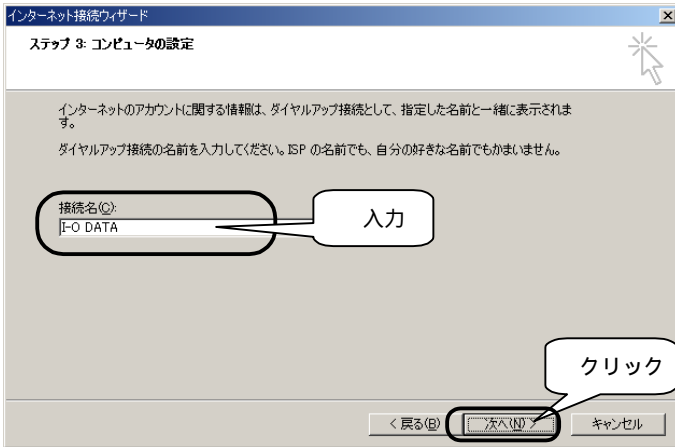 インターネット接続ウィザード
ステップ 3: コンピュータの設定
インターネットのアカウントに関する情報は、ダイヤルアップ接続として、指定した名前と一緒に表示されま
す。
ダイヤルアップ接続の名前を入力してください。ISP の名前でも、自分の好きな名前でもかまいません。
接続名(C):
I-O DATA
入力
クリック
< 戻る(B)
次へ(N) >
キャンセル